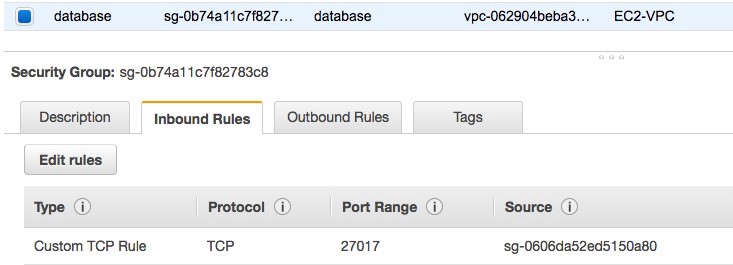 database sg-0b74a11c7f827… database vpc-062904beba3… EC2-VPC
Security Group: sg-0b74a11c7f82783c8
Description Inbound Rules Outbound Rules Tags
Edit rules
Type i Protocol i Port Range i Source i
Custom TCP Rule TCP 27017 sg-0606da52ed5150a80